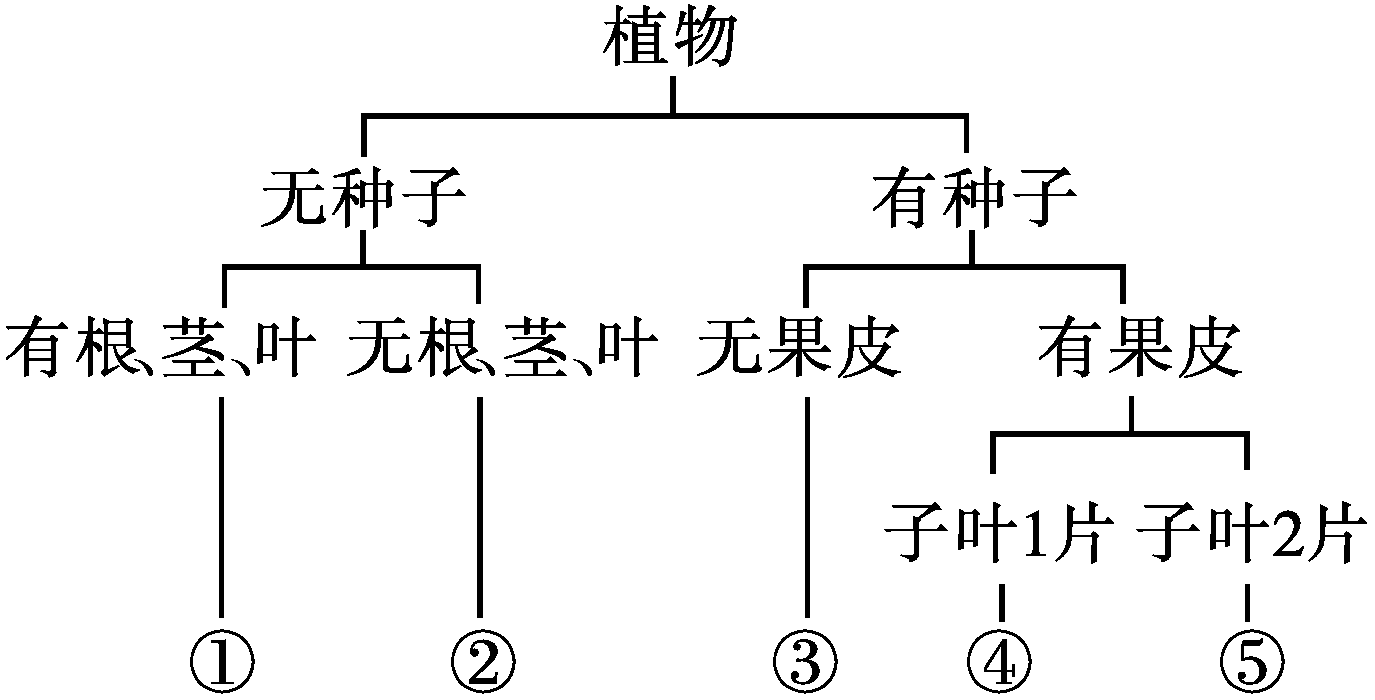 植物
无种子 有种子
有根、茎、叶 无根、茎、叶 无果皮 有果皮
子叶1片 子叶2片
① ② ③ ④ ⑤